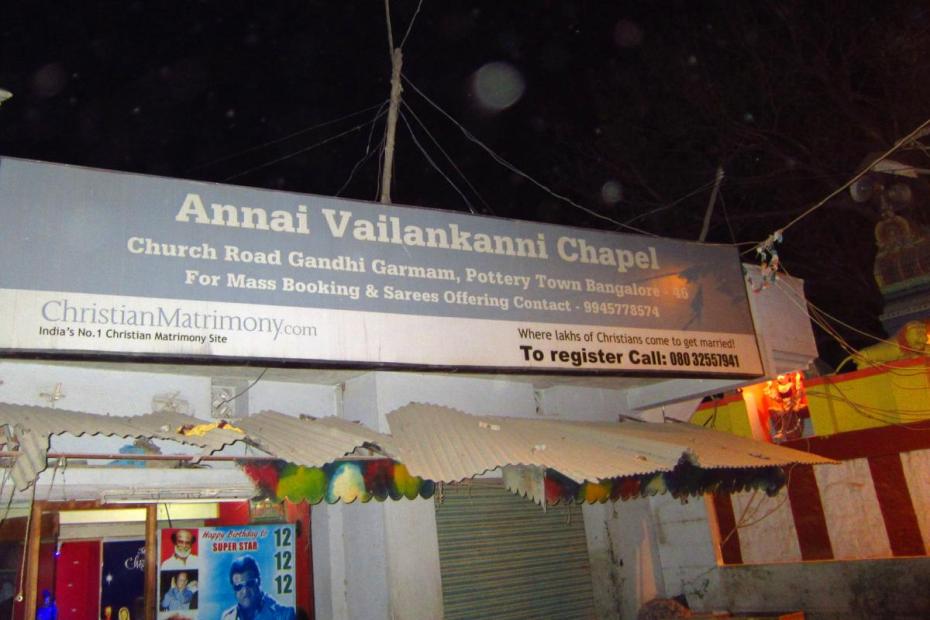 Annai Vailankanni Chapel
Church Road Gandhi Garmam, Pottery Town Bangalore - 46
For Mass Booking & Sarees Offering Contact - 9945778574
ChristianMatrimony.com
India's No.1 Christian Matrimony Site
Where lakhs of Christians come to get married!
To register Call: 080 32557941
Happy Birthday to
SUPER STAR
12
12
12